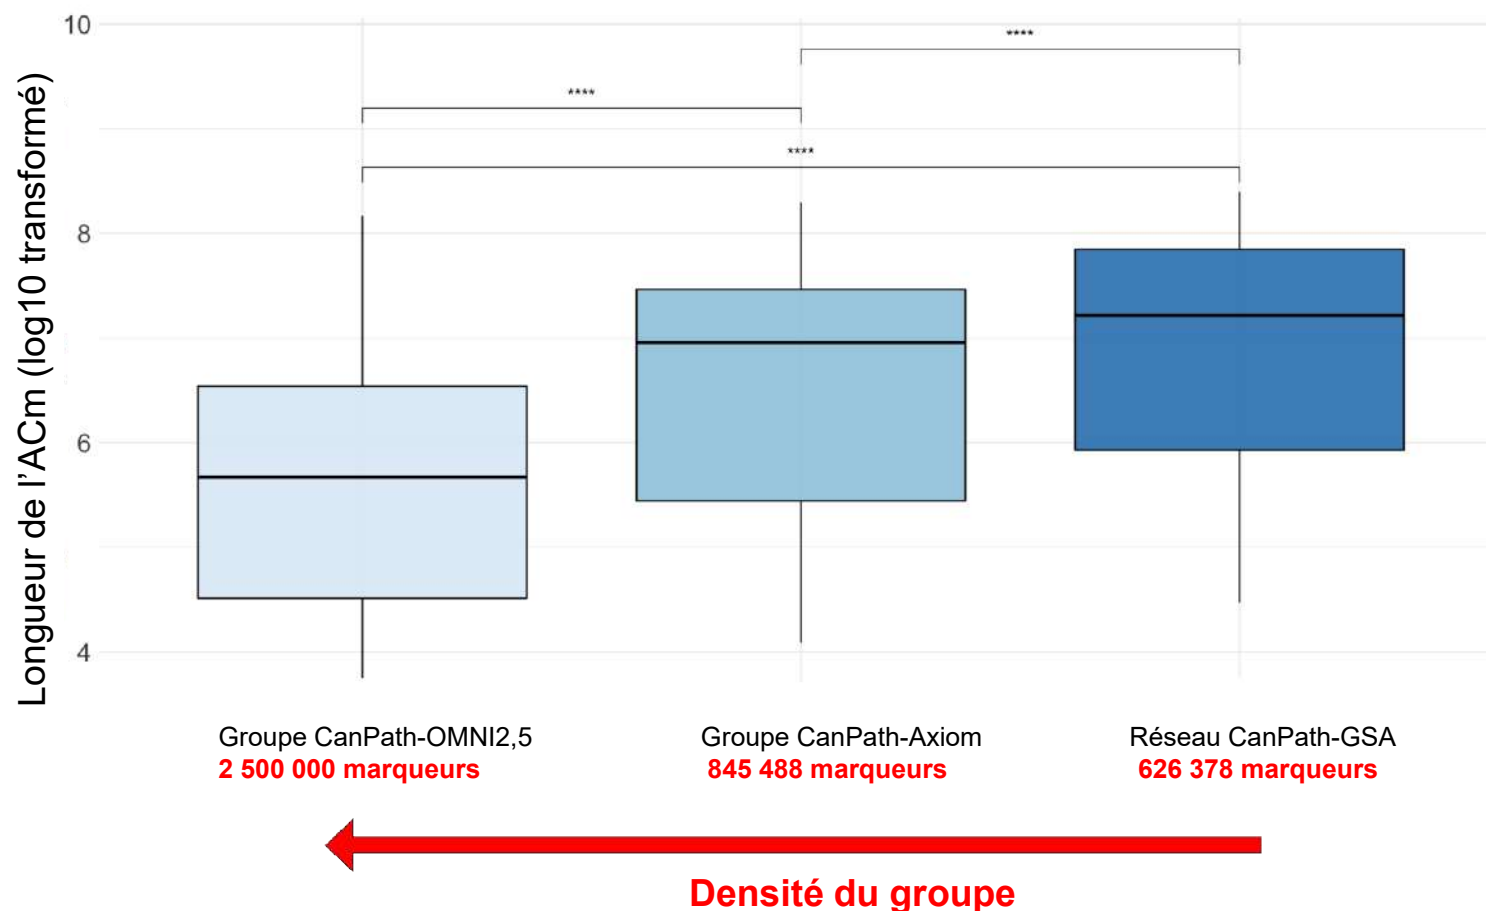 Longueur de l'ACm (log10 transformé)
10
8
6
4
****
****
****
Groupe CanPath-OMNI2,5
2 500 000 marqueurs
Groupe CanPath-Axiom
845 488 marqueurs
Réseau CanPath-GSA
626 378 marqueurs
Densité du groupe